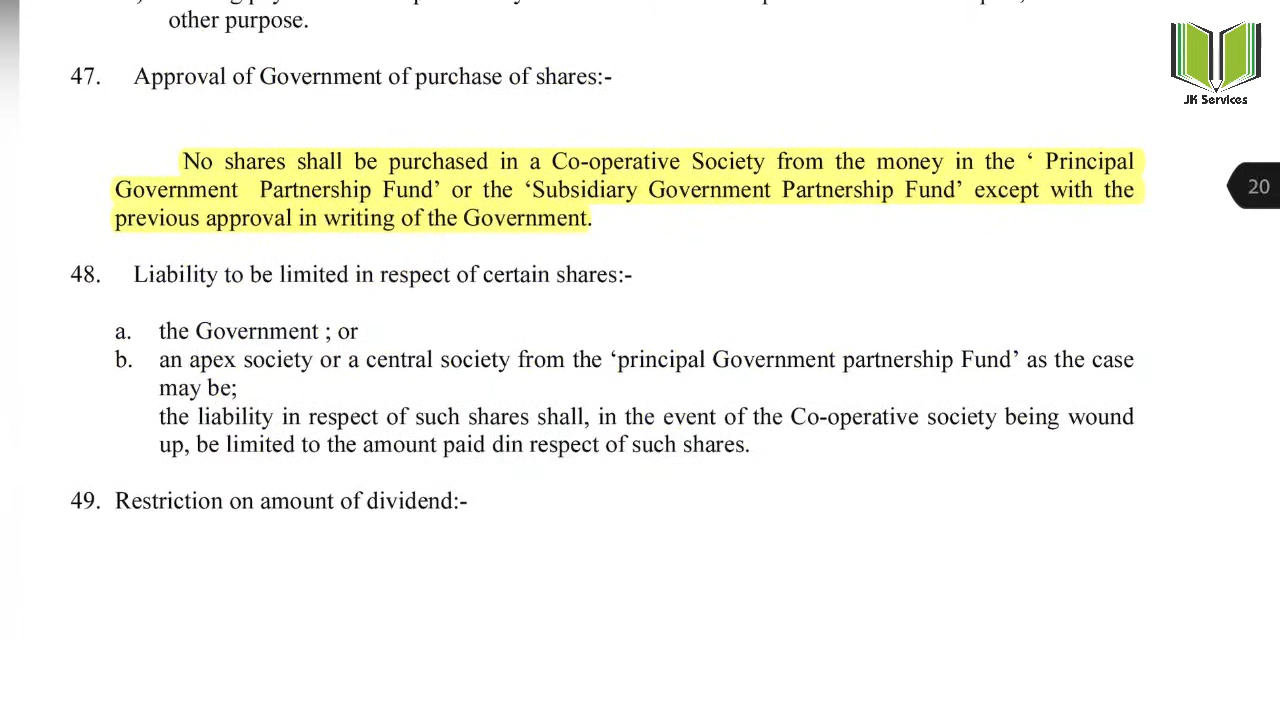 other purpose.
47. Approval of Government of purchase of shares:-
JK Services
No shares shall be purchased in a Co-operative Society from the money in the ‘ Principal
Government Partnership Fund’ or the ‘Subsidiary Government Partnership Fund’ except with the
previous approval in writing of the Government.
20
48. Liability to be limited in respect of certain shares:-
a. the Government ; or
b. an apex society or a central society from the ‘principal Government partnership Fund’ as the case
may be;
the liability in respect of such shares shall, in the event of the Co-operative society being wound
up, be limited to the amount paid din respect of such shares.
49. Restriction on amount of dividend:-